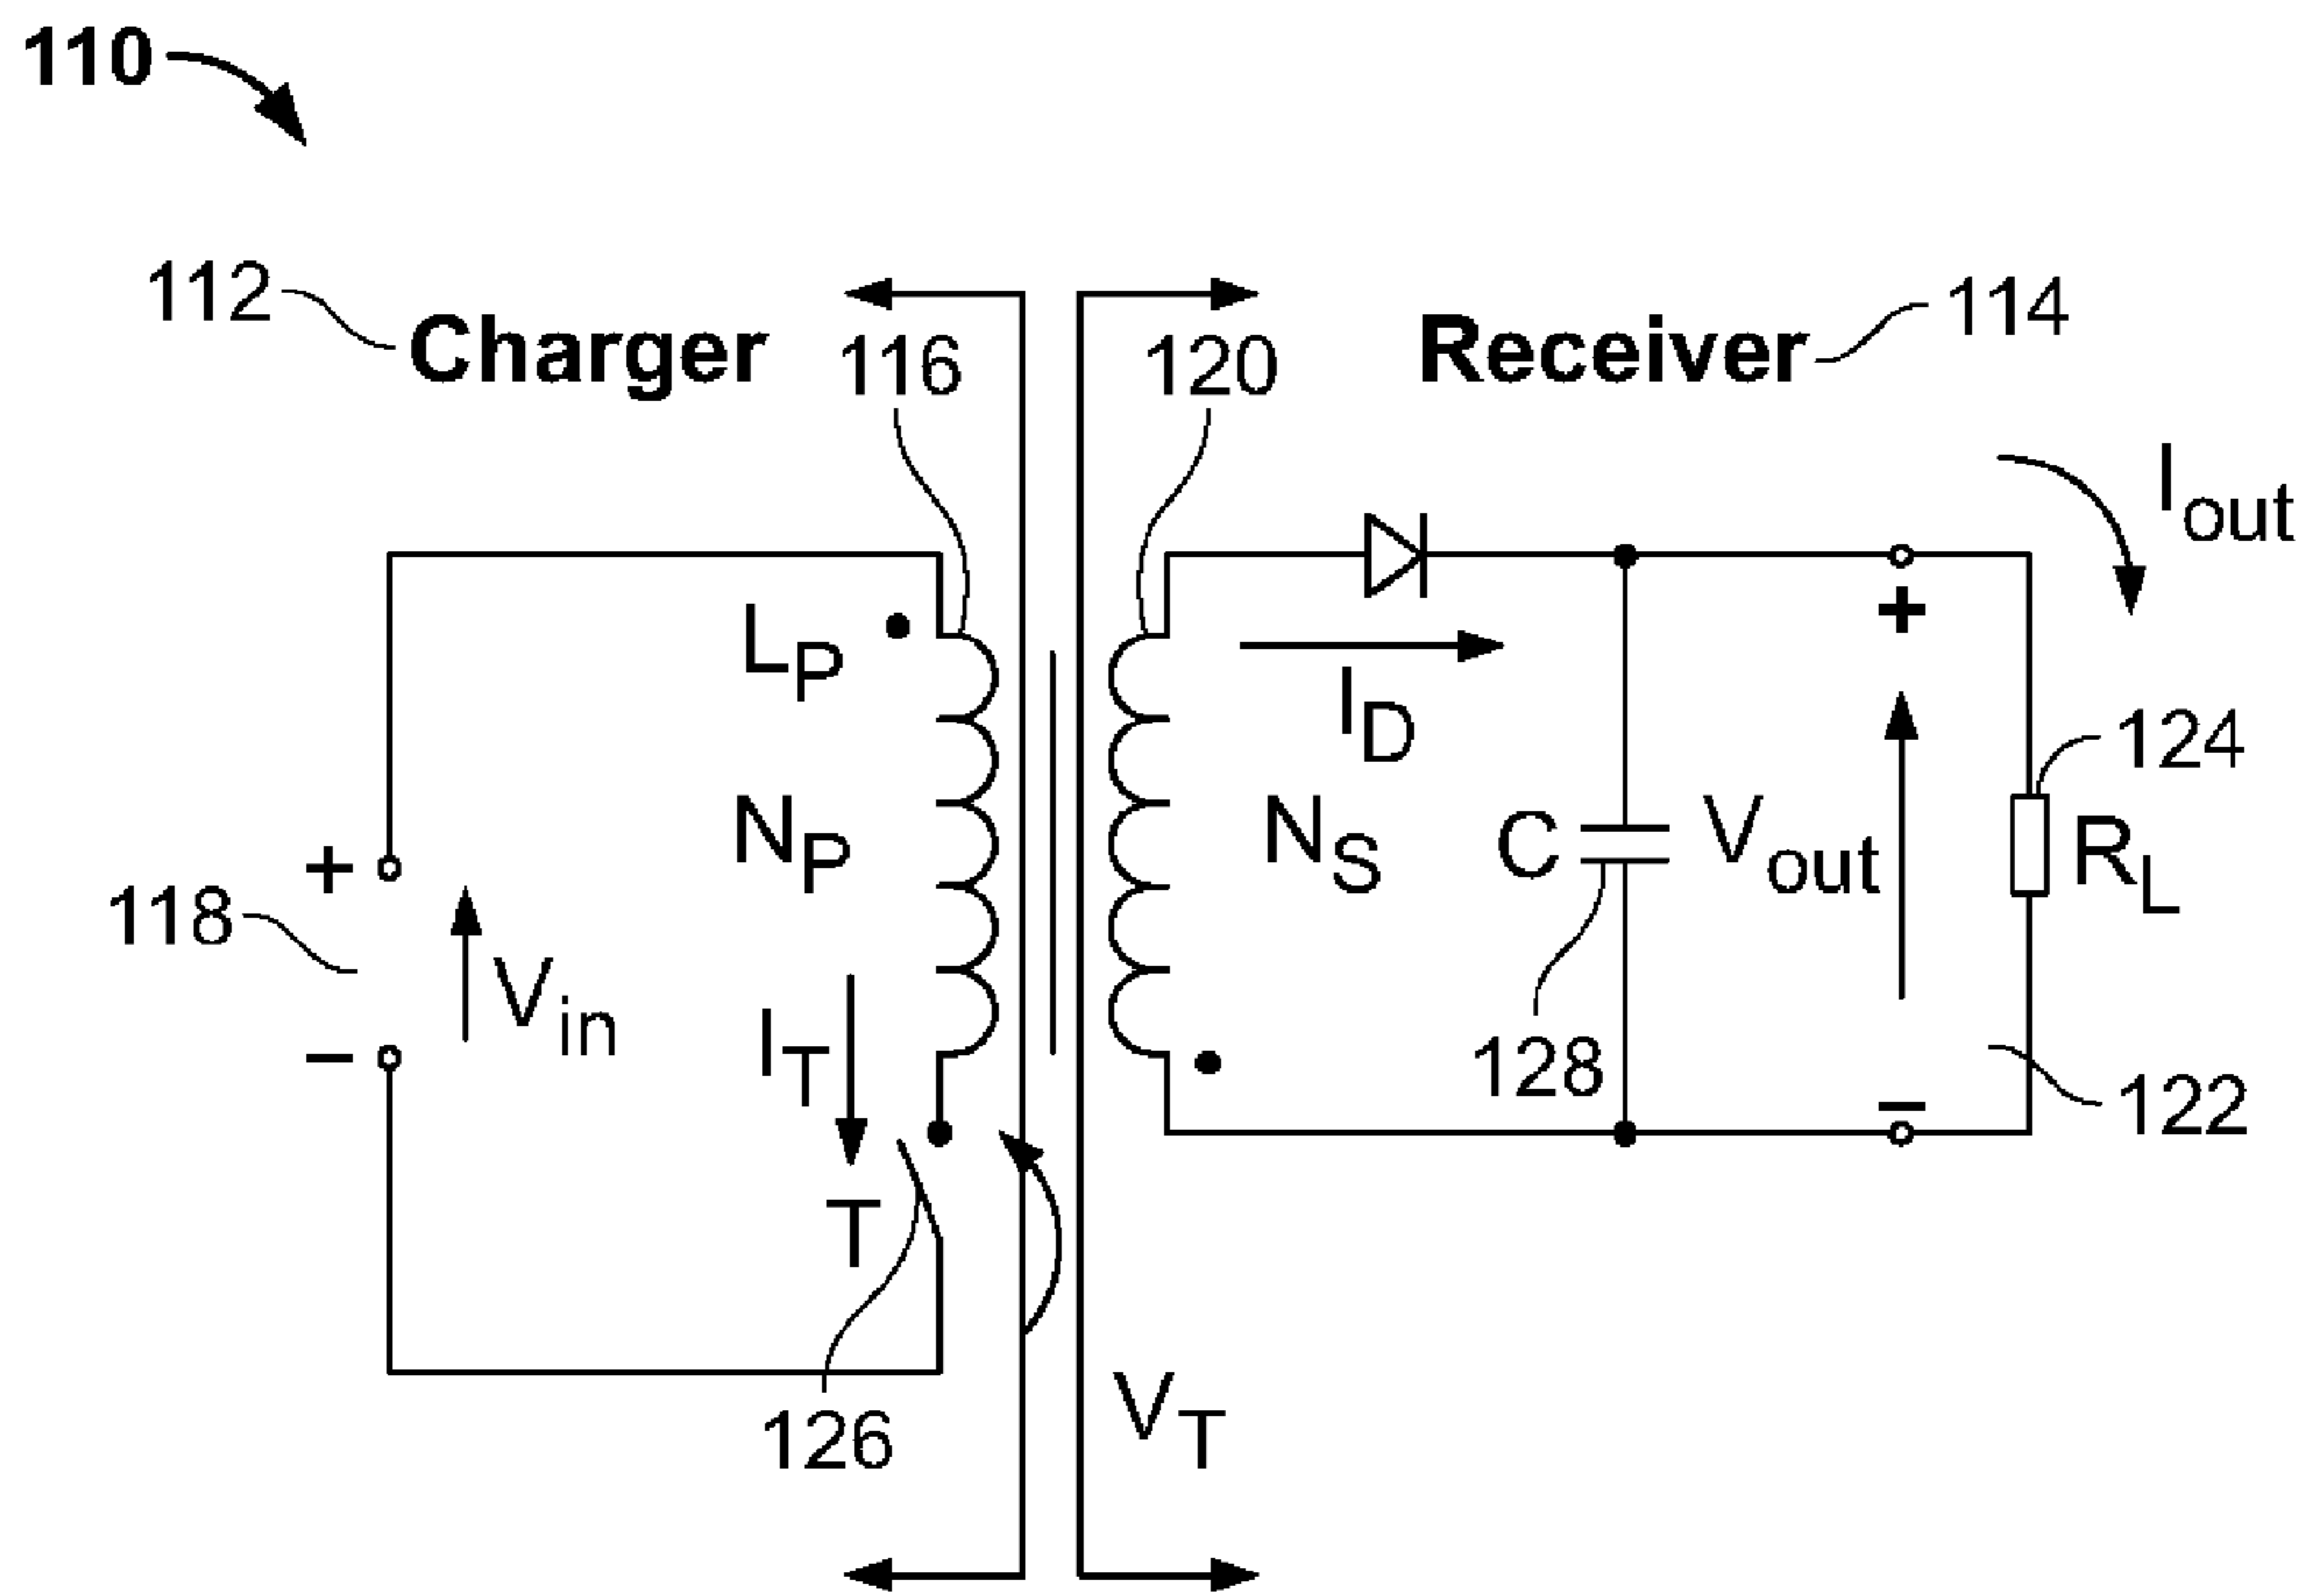 110
112
Charger
116
120
Receiver
114
Iout
LP
ID
124
NP
NS
C
Vout
RL
+
+
118
Vin
−
IT
128
−
122
T
126
VT